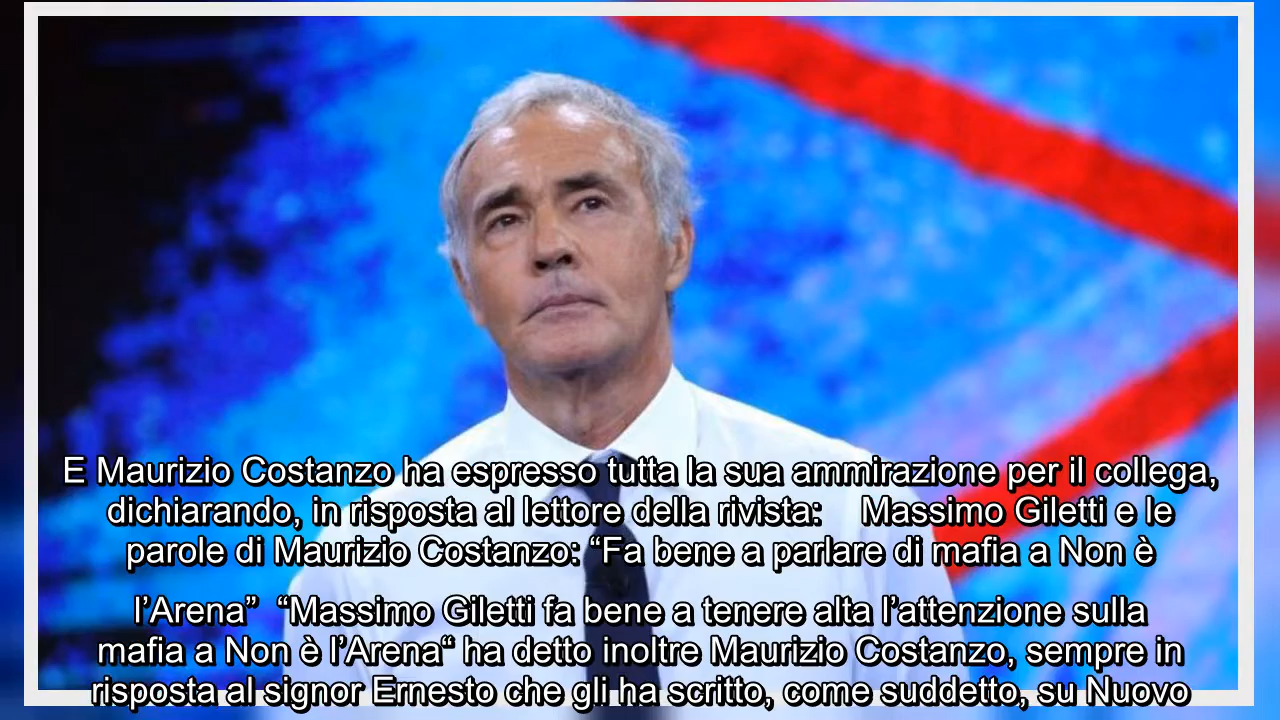 E Maurizio Costanzo ha espresso tutta la sua ammirazione per il collega,
dichiarando, in risposta al lettore della rivista:    Massimo Giletti e le
parole di Maurizio Costanzo: “Fa bene a parlare di mafia a Non è
l’Arena”  “Massimo Giletti fa bene a tenere alta l’attenzione sulla
mafia a Non è l’Arena“ ha detto inoltre Maurizio Costanzo, sempre in
risposta al signor Ernesto che gli ha scritto, come suddetto, su Nuovo